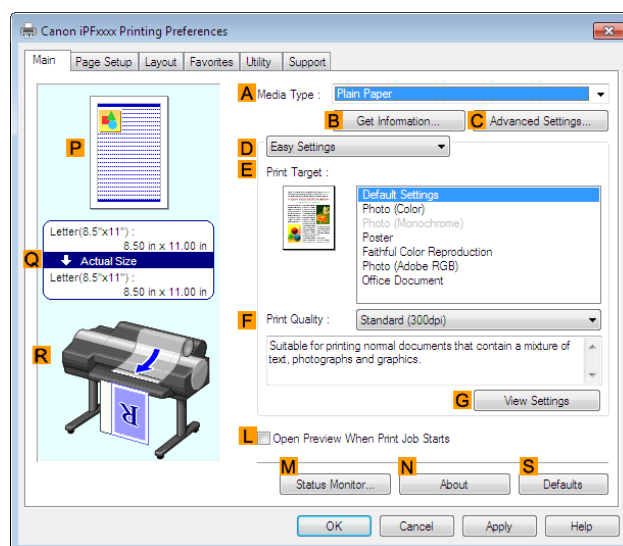 Canon iPFxxxx Printing Preferences
Main Page Setup Layout Favorites Utility Support
A Media Type : Plain Paper
B Get Information... C Advanced Settings...
D Easy Settings
E Print Target :
Default Settings
Photo (Color)
Photo (Monochrome)
Poster
Faithful Color Reproduction
Photo (Adobe RGB)
Office Document
P
Letter(8.5"x11") :
8.50 in x 11.00 in
Q Actual Size
Letter(8.5"x11") :
8.50 in x 11.00 in
F Print Quality : Standard (300dpi)
Suitable for printing normal documents that contain a mixture of
text, photographs and graphics.
G View Settings
R
R
L Open Preview When Print Job Starts
M Status Monitor... N About S Defaults
OK Cancel Apply Help